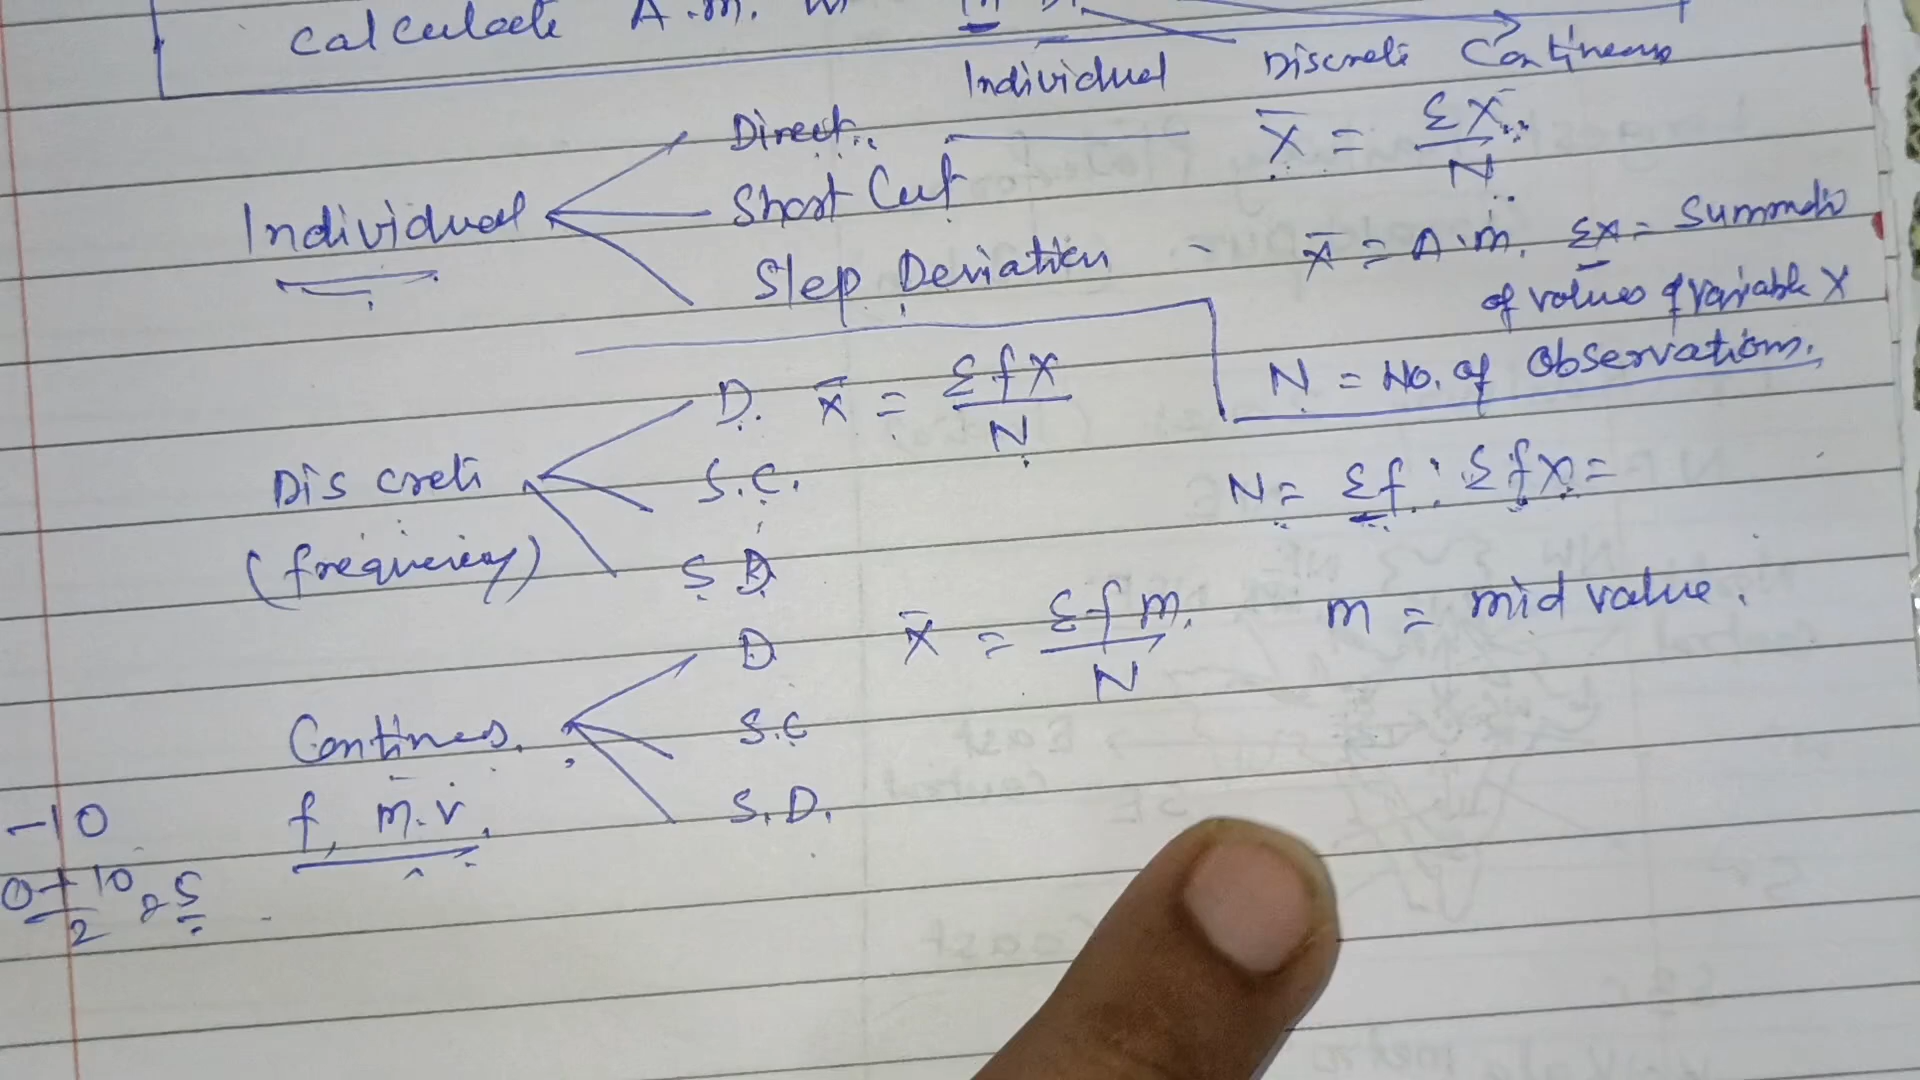 calculate A.M.
Individual Discrete Continuous
Direct. X̄ = ΣX / N
Individual
Short Cut
Step Deviation - X̄ = A.M. ΣX = Summatio
of values of variable X
N = No. of Observations.
D. X̄ = ΣfX / N
Discrete
(frequency)
S.C.
S D
N = Σf ; ΣfX =
D X̄ = Σfm / N m = mid value.
Continues.
f, m.v.
S.C
S.D.
-10
0+10 / 2 = 5